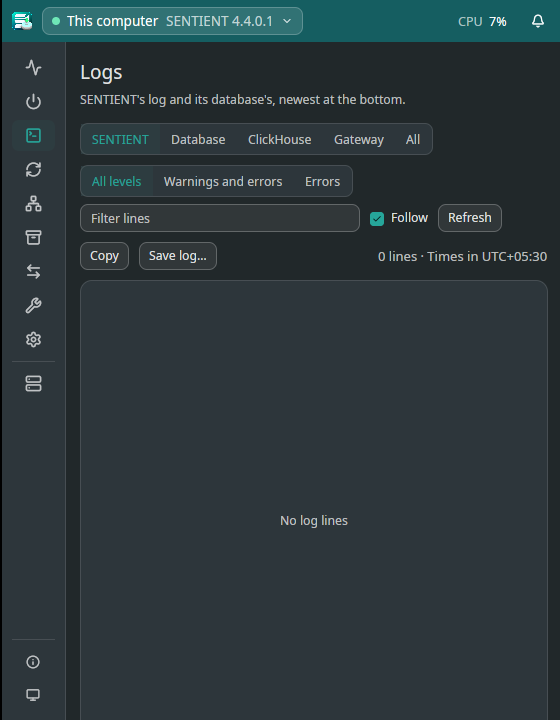 This computer SENTIENT 4.4.0.1 CPU 7%
Logs
SENTIENT's log and its database's, newest at the bottom.
SENTIENT Database ClickHouse Gateway All
All levels Warnings and errors Errors
Filter lines Follow Refresh
Copy Save log... 0 lines · Times in UTC+05:30
No log lines